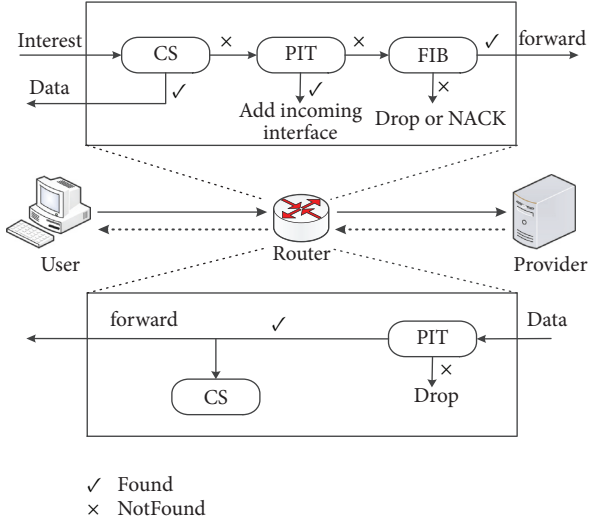 Interest
CS
×
PIT
×
FIB
✓
forward
Data
✓
✓
×
Add incoming
interface
Drop or NACK
User
Router
Provider
forward
✓
PIT
Data
×
CS
Drop
✓ Found
× NotFound